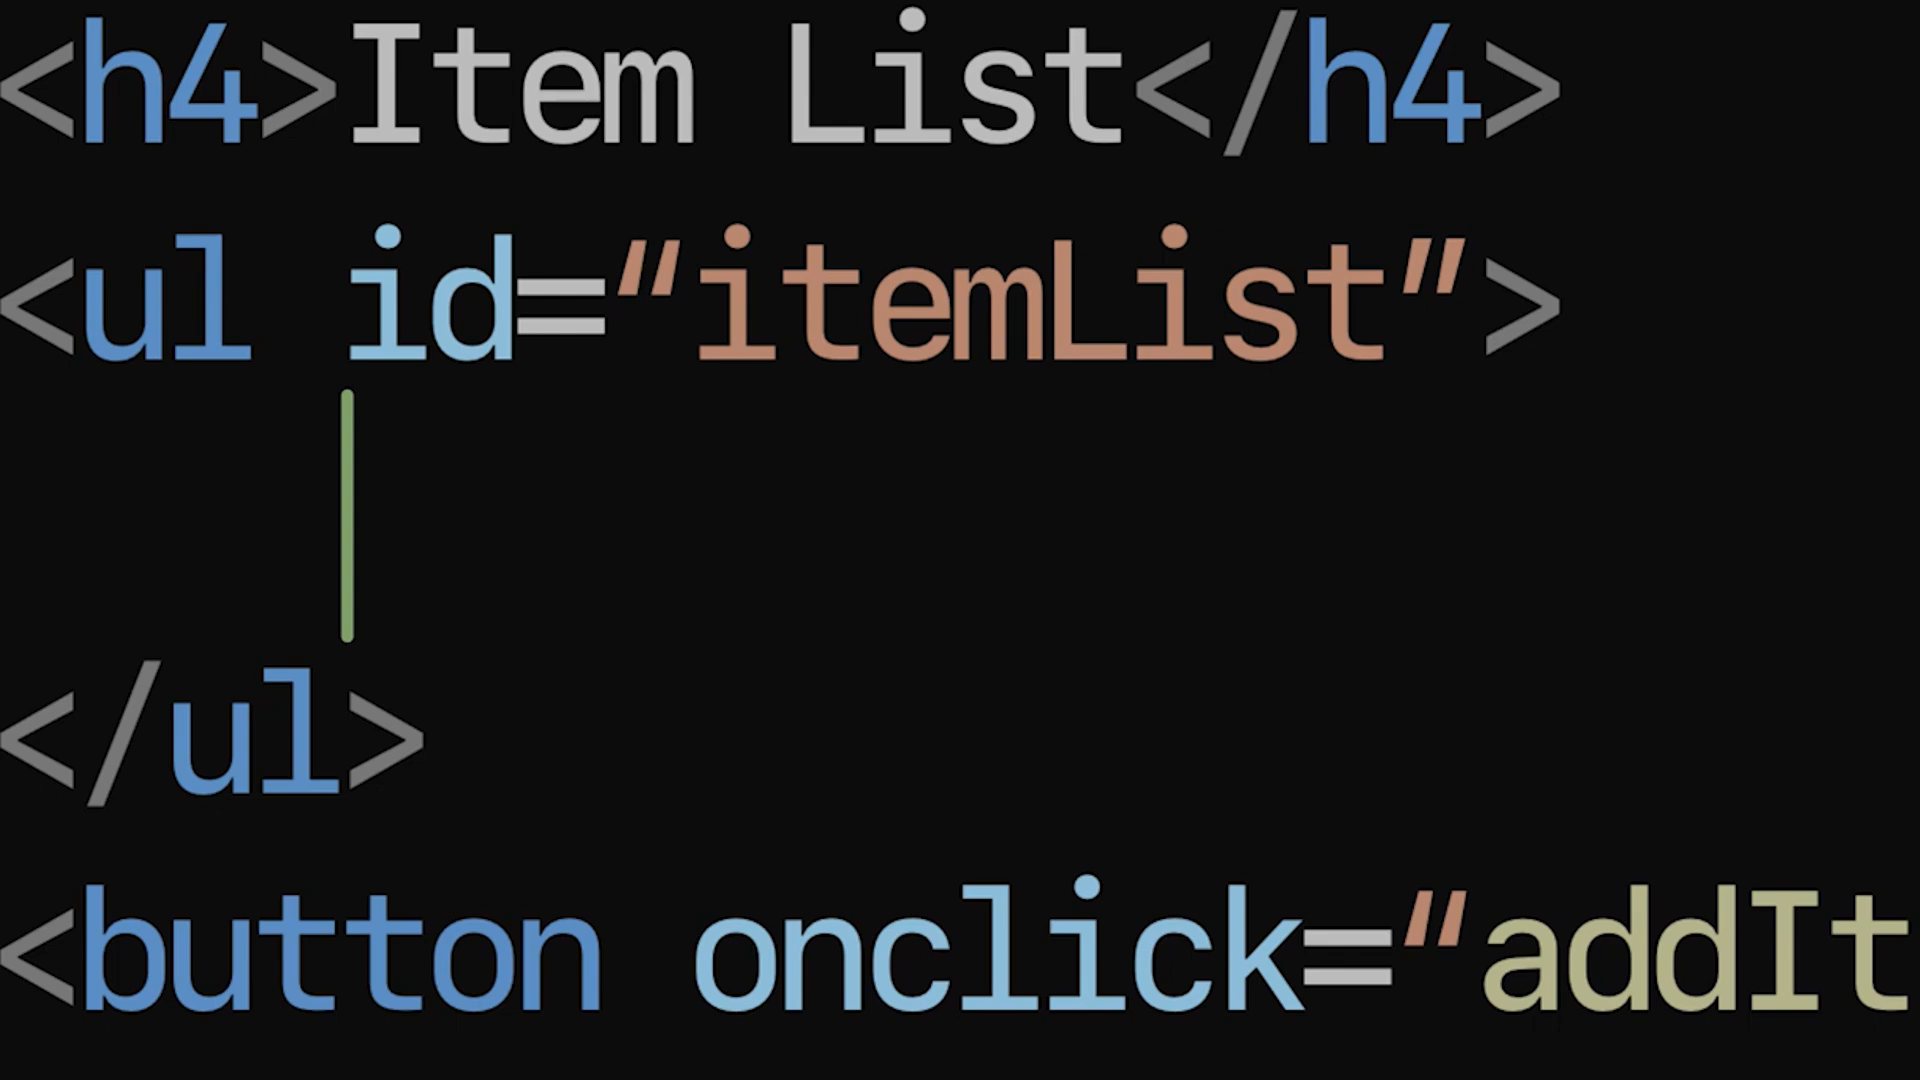 <h4>Item List</h4>
<ul id=“itemList”>
</ul>
<button onclick=“addIt